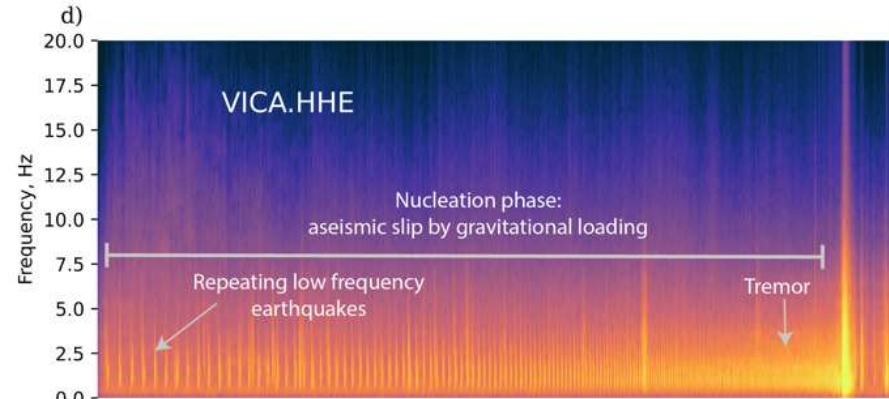 d)
20.0
17.5
15.0
12.5
10.0
7.5
5.0
2.5
0.0
Frequency, Hz
VICA.HHE
Nucleation phase:
aseismic slip by gravitational loading
Repeating low frequency
earthquakes
Tremor